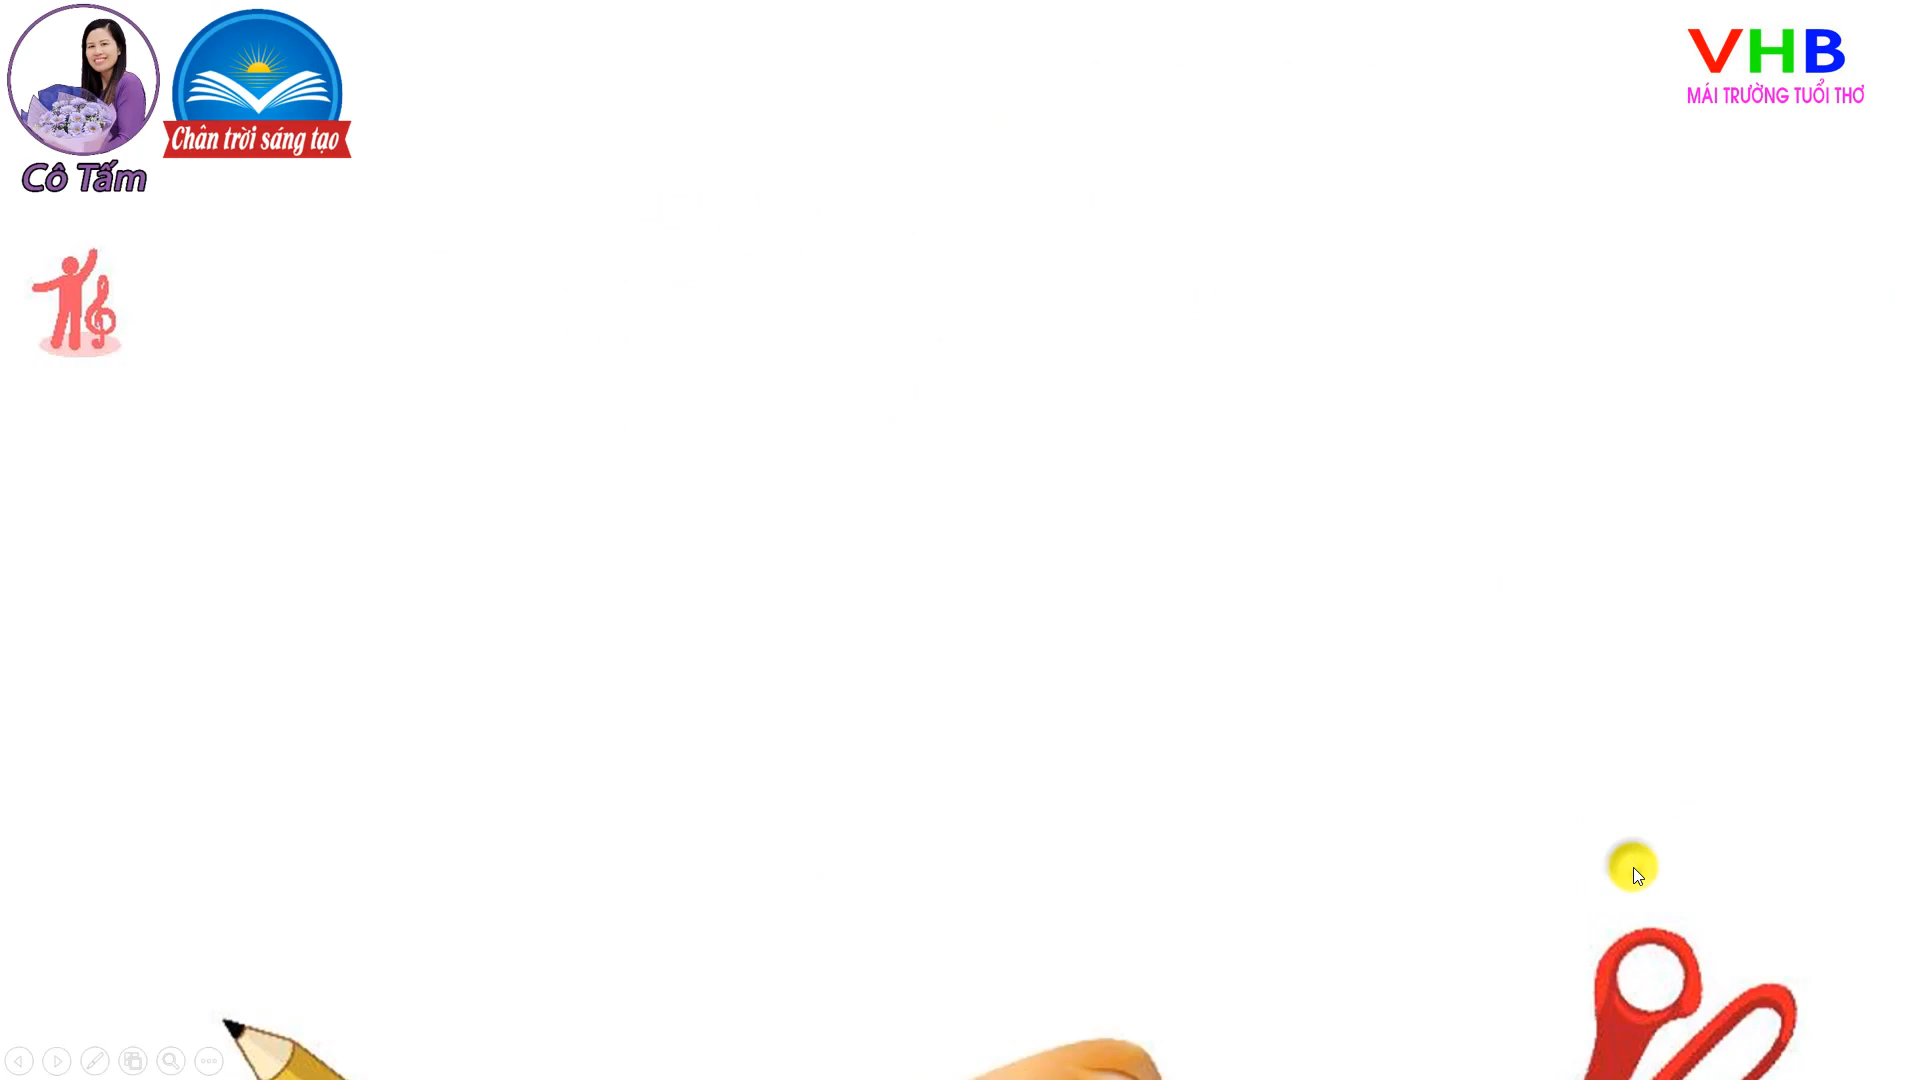 Chân trời sáng tạo
Cô Tấm
VHB
MÁI TRƯỜNG TUỔI THƠ